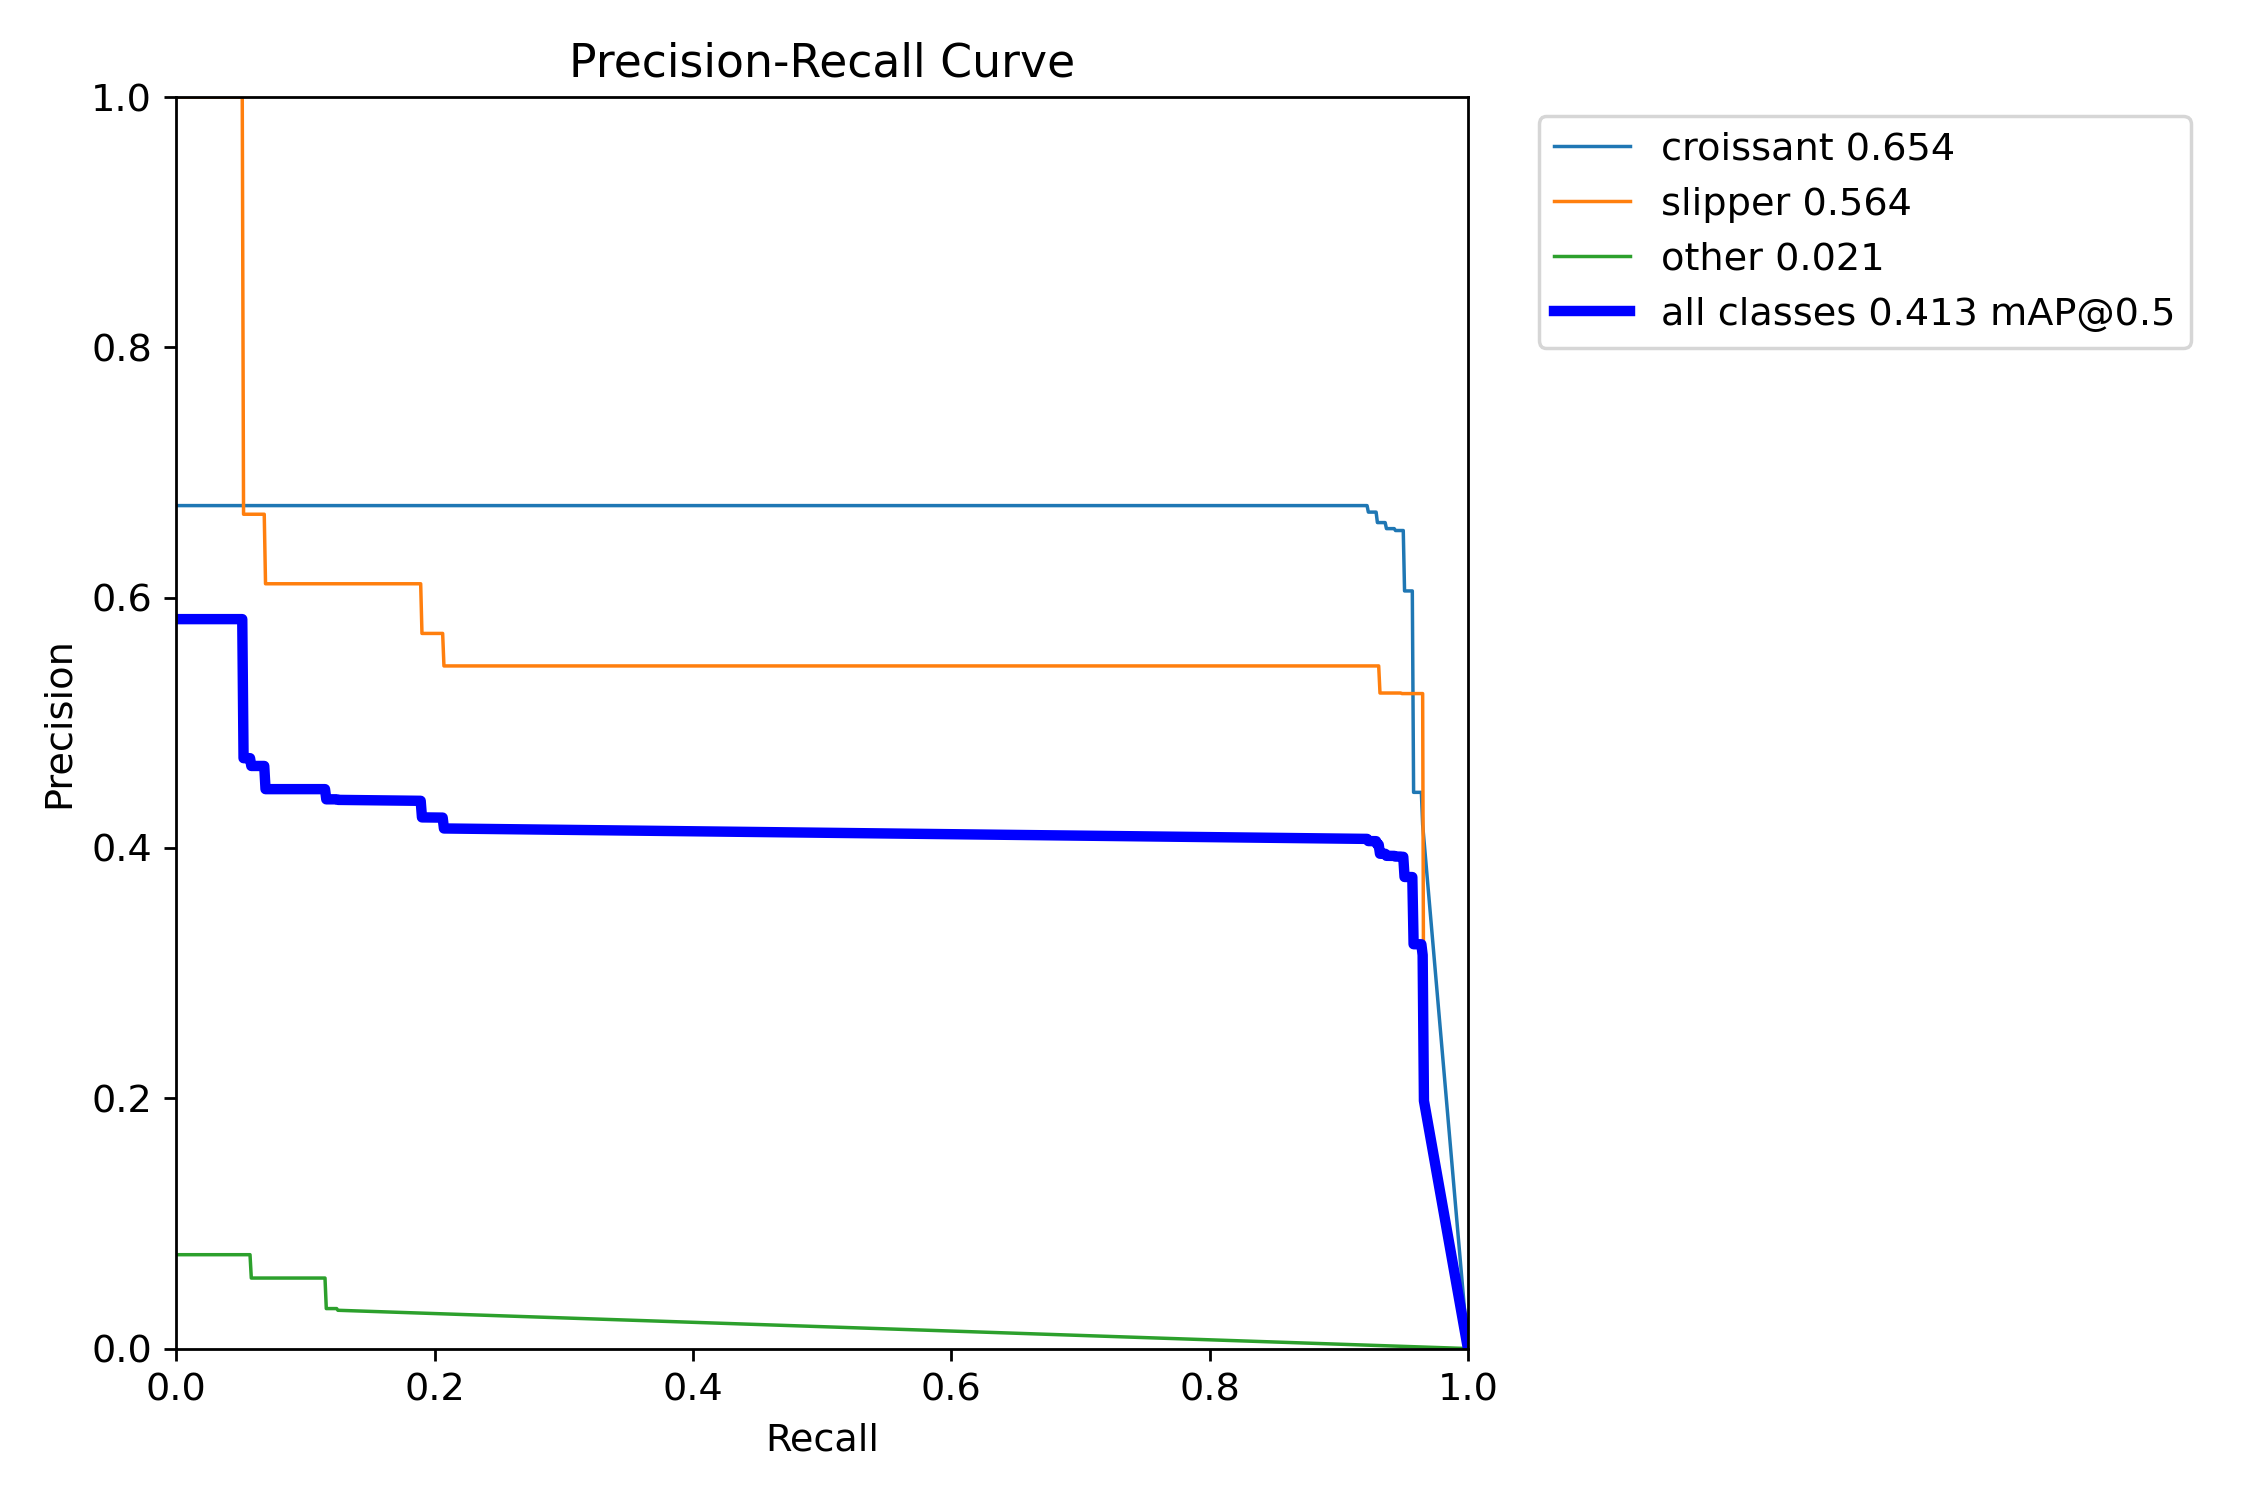 Precision-Recall Curve
croissant 0.654
slipper 0.564
other 0.021
all classes 0.413 mAP@0.5
Precision
1.0
0.8
0.6
0.4
0.2
0.0
0.0 0.2 0.4 0.6 0.8 1.0
Recall